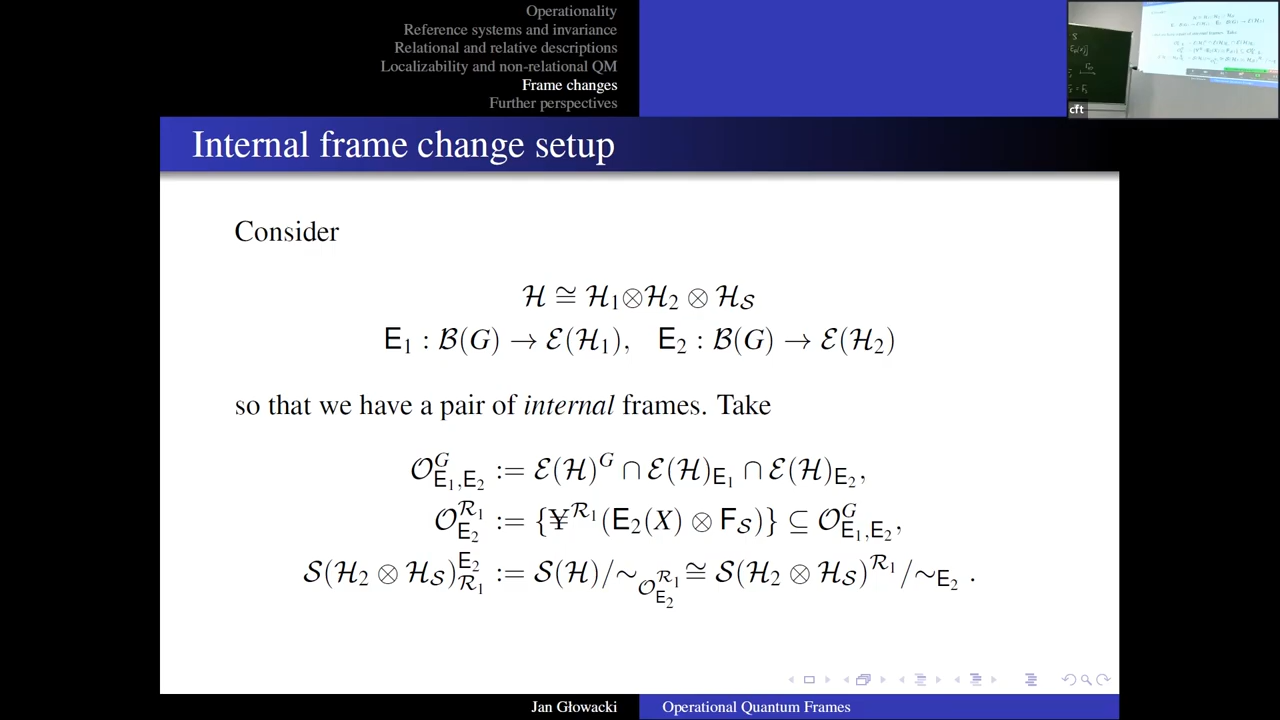 Operationality
Reference systems and invariance
Relational and relative descriptions
Localizability and non-relational QM
Frame changes
Further perspectives
cft
Internal frame change setup
Consider
ℋ ≅ ℋ₁⊗ℋ₂ ⊗ ℋ_𝒮
E₁ : ℬ(G) → ℰ(ℋ₁), E₂ : ℬ(G) → ℰ(ℋ₂)
so that we have a pair of internal frames. Take
𝒪^G_{E₁,E₂} := ℰ(ℋ)^G ∩ ℰ(ℋ)_{E₁} ∩ ℰ(ℋ)_{E₂},
𝒪^{ℛ₁}_{E₂} := {¥^{ℛ₁}(E₂(X) ⊗ F_𝒮)} ⊆ 𝒪^G_{E₁,E₂},
𝒮(ℋ₂ ⊗ ℋ_𝒮)^{E₂}_{ℛ₁} := 𝒮(ℋ)/∼_{𝒪^{ℛ₁}_{E₂}} ≅ 𝒮(ℋ₂ ⊗ ℋ_𝒮)^{ℛ₁}/∼_{E₂} .
Jan Głowacki
Operational Quantum Frames